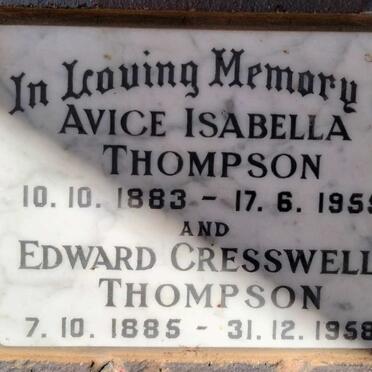 In Loving Memory
AVICE ISABELLA
THOMPSON
10. 10. 1883 - 17. 6. 1959
AND
EDWARD CRESSWELL
THOMPSON
7. 10. 1885 - 31. 12. 1958